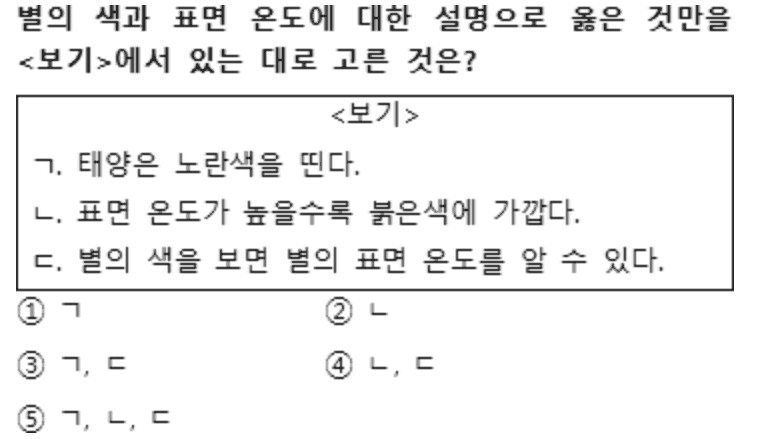 별의 색과 표면 온도에 대한 설명으로 옳은 것만을
<보기>에서 있는 대로 고른 것은?
<보기>
ㄱ. 태양은 노란색을 띤다.
ㄴ. 표면 온도가 높을수록 붉은색에 가깝다.
ㄷ. 별의 색을 보면 별의 표면 온도를 알 수 있다.
① ㄱ ② ㄴ
③ ㄱ, ㄷ ④ ㄴ, ㄷ
⑤ ㄱ, ㄴ, ㄷ